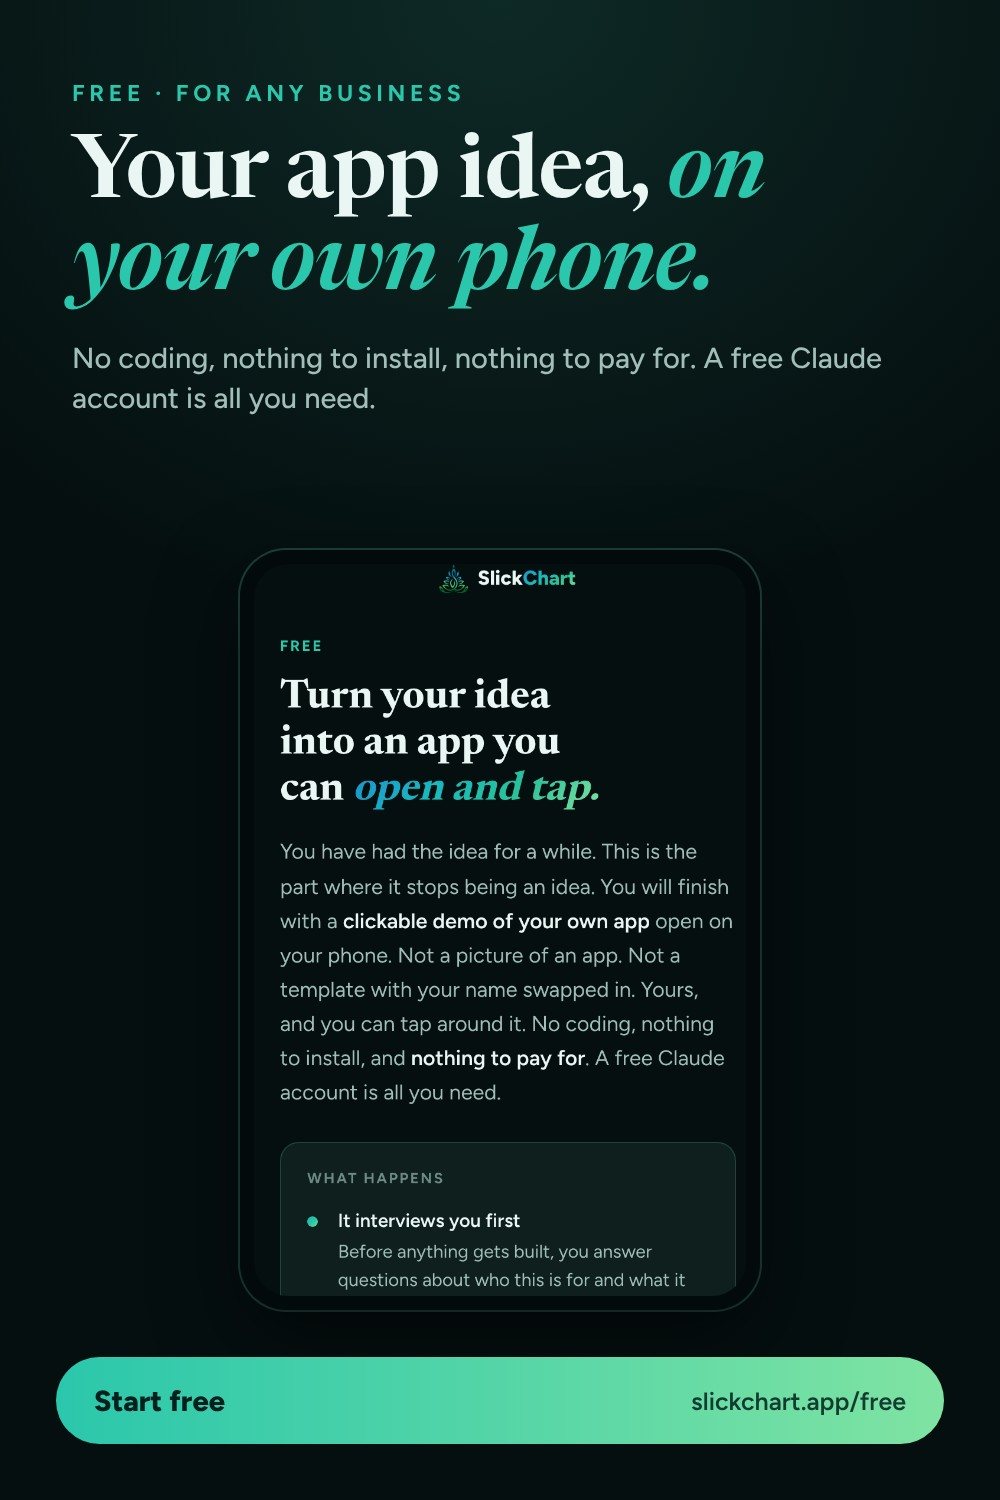 FREE · FOR ANY BUSINESS
Your app idea, on
your own phone.
No coding, nothing to install, nothing to pay for. A free Claude
account is all you need.
SlickChart
FREE
Turn your idea
into an app you
can open and tap.
You have had the idea for a while. This is the
part where it stops being an idea. You will finish
with a clickable demo of your own app open on
your phone. Not a picture of an app. Not a
template with your name swapped in. Yours,
and you can tap around it. No coding, nothing
to install, and nothing to pay for. A free Claude
account is all you need.
WHAT HAPPENS
It interviews you first
Before anything gets built, you answer
questions about who this is for and what it
Start free
slickchart.app/free